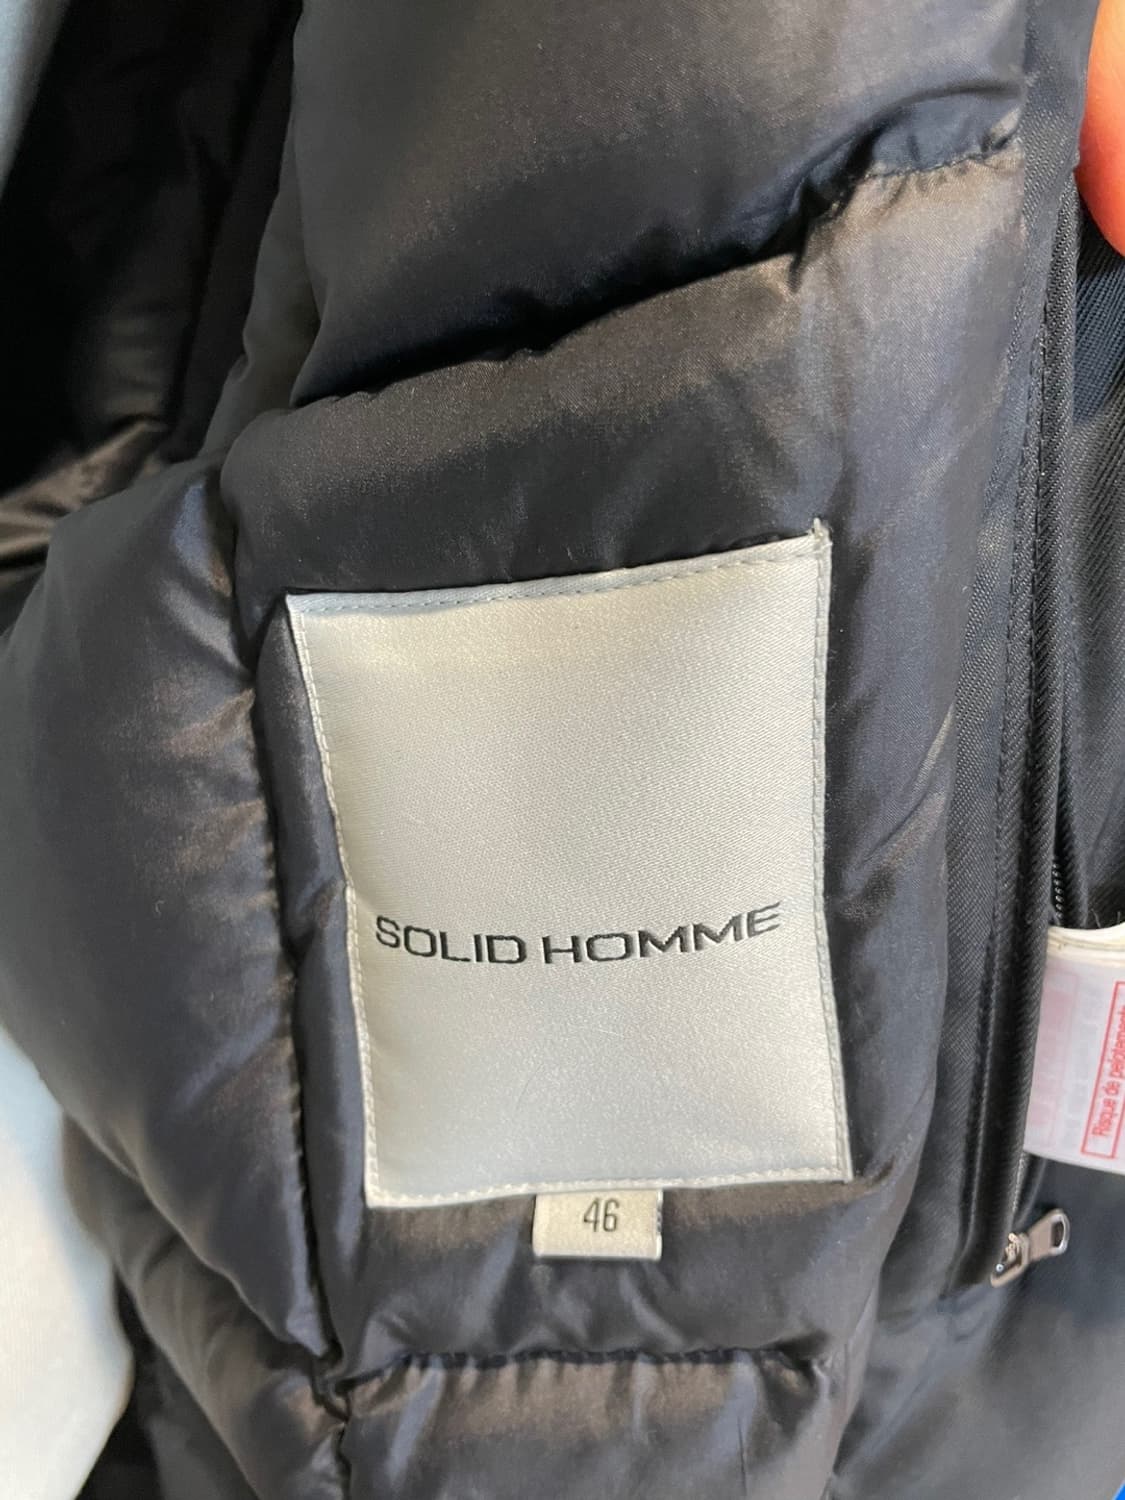 SOLID HOMME
46
Risque de pelotement